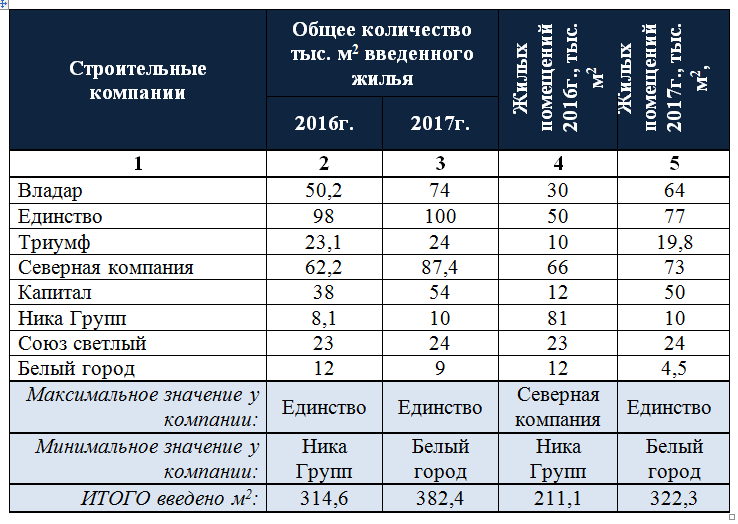 Строительные компании
Общее количество тыс. м2 введенного жилья
Жилых помещений 2016г., тыс. м2
Жилых помещений 2017г., тыс. м2,
2016г. 2017г.
1 2 3 4 5
Владар 50,2 74 30 64
Единство 98 100 50 77
Триумф 23,1 24 10 19,8
Северная компания 62,2 87,4 66 73
Капитал 38 54 12 50
Ника Групп 8,1 10 81 10
Союз светлый 23 24 23 24
Белый город 12 9 12 4,5
Максимальное значение у компании: Единство Единство Северная компания Единство
Минимальное значение у компании: Ника Групп Белый город Ника Групп Белый город
ИТОГО введено м2: 314,6 382,4 211,1 322,3